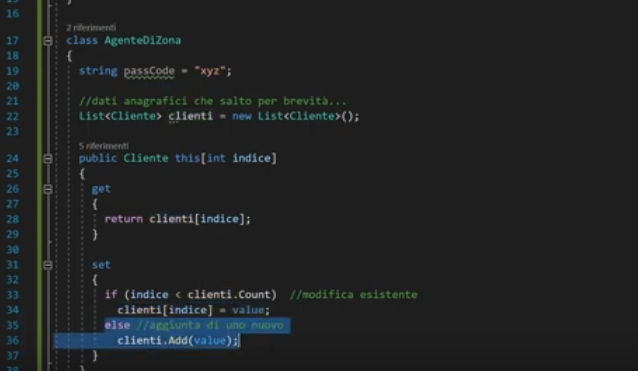 15 }
16
2 riferimenti
17 class AgenteDiZona
18 {
19 string passCode = "xyz";
20
21 //dati anagrafici che salto per brevità...
22 List<Cliente> clienti = new List<Cliente>();
23
5 riferimenti
24 public Cliente this[int indice]
25 {
26 get
27 {
28 return clienti[indice];
29 }
30
31 set
32 {
33 if (indice < clienti.Count) //modifica esistente
34 clienti[indice] = value;
35 else //aggiunta di uno nuovo
36 clienti.Add(value);
37 }
38 }